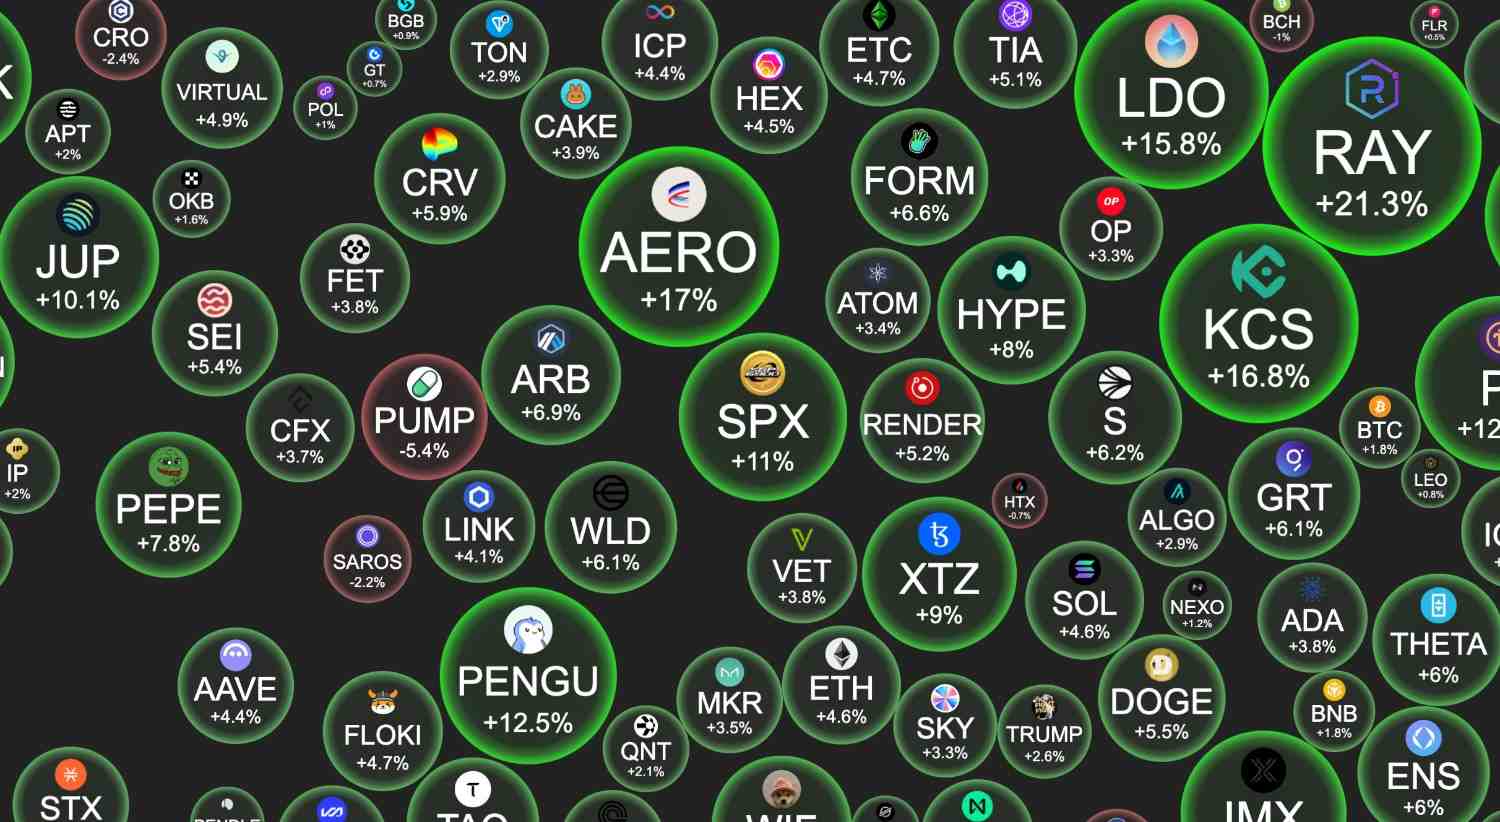 CRO
-2.4%
BGB
+0.9%
TON
+2.9%
ICP
+4.4%
ETC
+4.7%
TIA
+5.1%
LDO
+15.8%
BCH
-1%
FLR
+0.5%
K
VIRTUAL
+4.9%
GT
+0.7%
POL
+1%
CAKE
+3.9%
HEX
+4.5%
RAY
+21.3%
APT
+2%
OKB
+1.6%
CRV
+5.9%
FORM
+6.6%
OP
OP
+3.3%
JUP
+10.1%
FET
+3.8%
AERO
+17%
ATOM
+3.4%
HYPE
+8%
KCS
+16.8%
SEI
+5.4%
ARB
+6.9%
CFX
+3.7%
PUMP
-5.4%
SPX
+11%
RENDER
+5.2%
S
+6.2%
BTC
+1.8%
P
+12
IP
IP
+2%
PEPE
+7.8%
LINK
+4.1%
WLD
+6.1%
HTX
-0.7%
ALGO
+2.9%
GRT
+6.1%
LEO
+0.8%
SAROS
-2.2%
VET
+3.8%
XTZ
+9%
SOL
+4.6%
NEXO
+1.2%
ADA
+3.8%
THETA
+6%
AAVE
+4.4%
PENGU
+12.5%
MKR
+3.5%
ETH
+4.6%
DOGE
+5.5%
BNB
+1.8%
FLOKI
+4.7%
QNT
+2.1%
SKY
+3.3%
TRUMP
+2.6%
ENS
+6%
STX
PENDLE
TAO
WIF
IMX